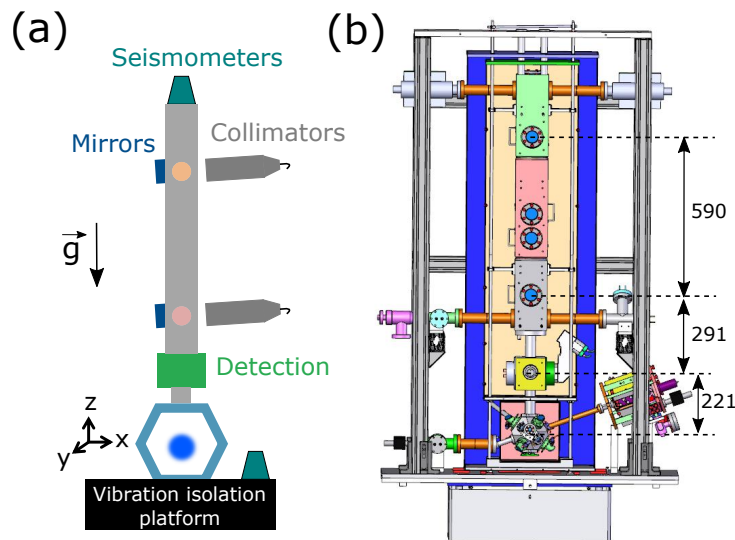 (a)
Seismometers
Mirrors
Collimators
g
Detection
z
y
x
Vibration isolation
platform
(b)
590
291
221